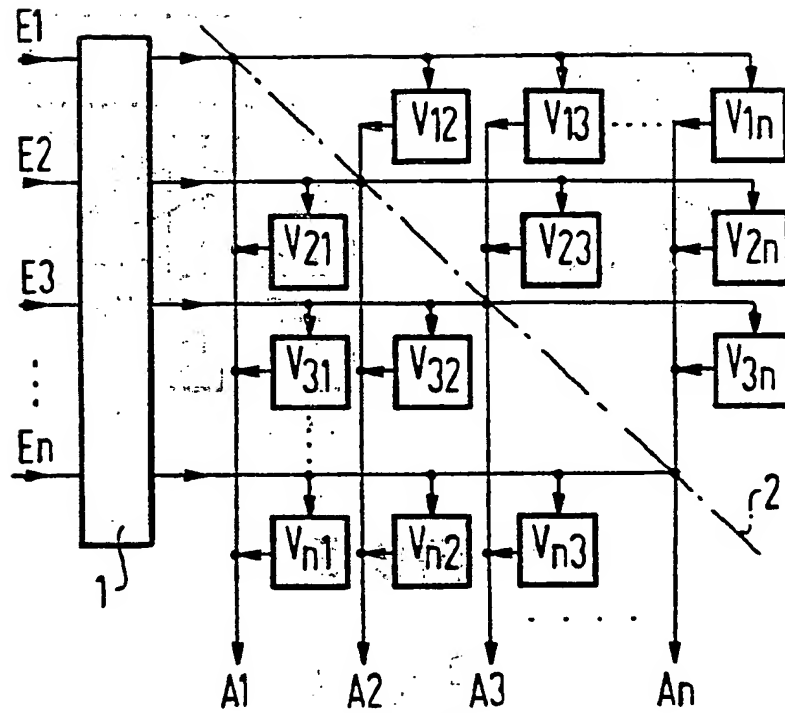 E1
V12 V13 ..... V1n
E2
V21 V23 V2n
E3
V31 V32 V3n
En
2
Vn1 Vn2 Vn3
1
A1 A2 A3 An